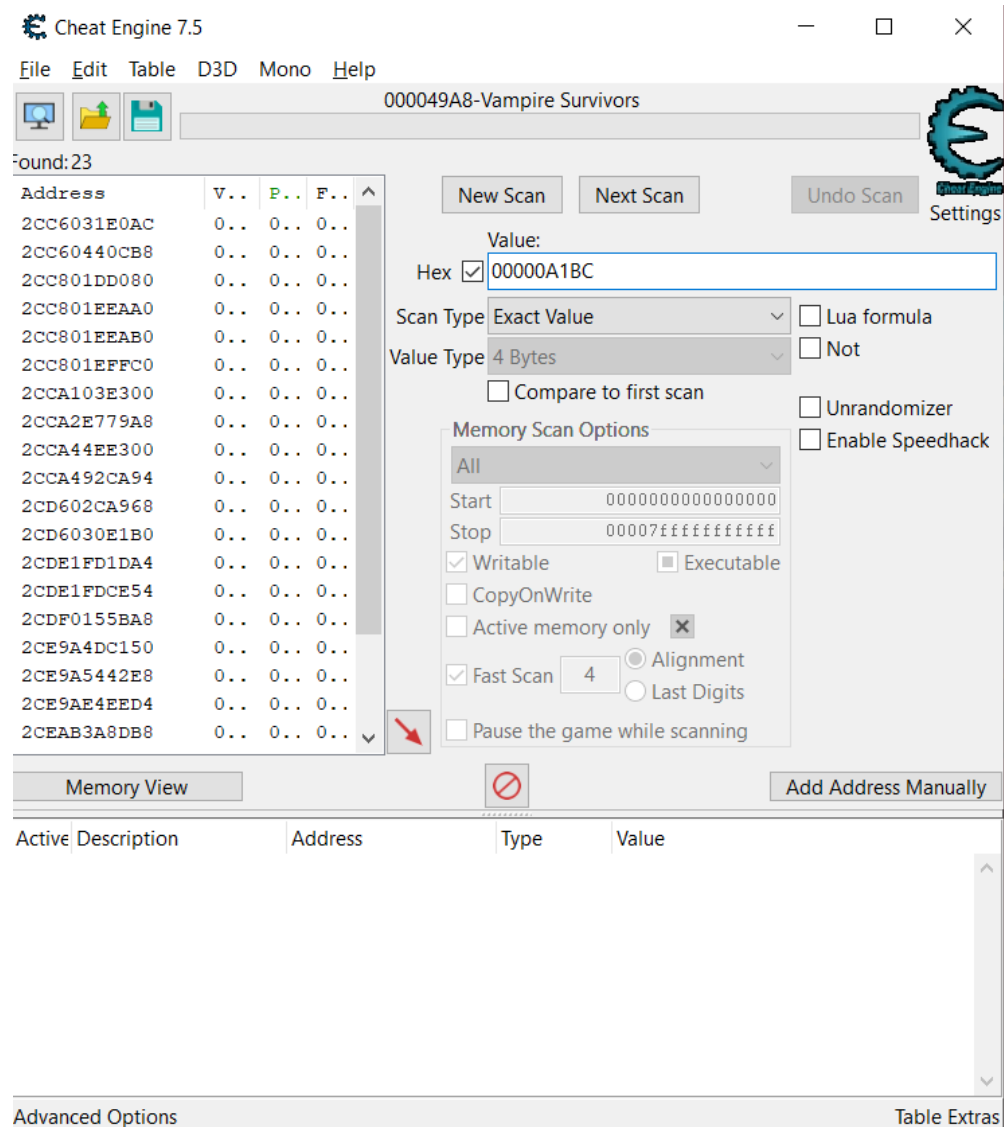 Cheat Engine 7.5
File Edit Table D3D Mono Help
000049A8-Vampire Survivors
Found:23
Address V.. P.. F..
2CC6031E0AC 0.. 0.. 0..
2CC60440CB8 0.. 0.. 0..
2CC801DD080 0.. 0.. 0..
2CC801EEAA0 0.. 0.. 0..
2CC801EEAB0 0.. 0.. 0..
2CC801EFFC0 0.. 0.. 0..
2CCA103E300 0.. 0.. 0..
2CCA2E779A8 0.. 0.. 0..
2CCA44EE300 0.. 0.. 0..
2CCA492CA94 0.. 0.. 0..
2CD602CA968 0.. 0.. 0..
2CD6030E1B0 0.. 0.. 0..
2CDE1FD1DA4 0.. 0.. 0..
2CDE1FDCE54 0.. 0.. 0..
2CDF0155BA8 0.. 0.. 0..
2CE9A4DC150 0.. 0.. 0..
2CE9A5442E8 0.. 0.. 0..
2CE9AE4EED4 0.. 0.. 0..
2CEAB3A8DB8 0.. 0.. 0..
New Scan Next Scan Undo Scan
Cheat Engine
Settings
Value:
Hex 00000A1BC
Scan Type Exact Value
Lua formula
Value Type 4 Bytes
Not
Compare to first scan
Unrandomizer
Enable Speedhack
Memory Scan Options
All
Start 0000000000000000
Stop 00007fffffffffff
Writable Executable
CopyOnWrite
Active memory only
Fast Scan 4 Alignment
Last Digits
Pause the game while scanning
Memory View Add Address Manually
Active Description Address Type Value
Advanced Options Table Extras